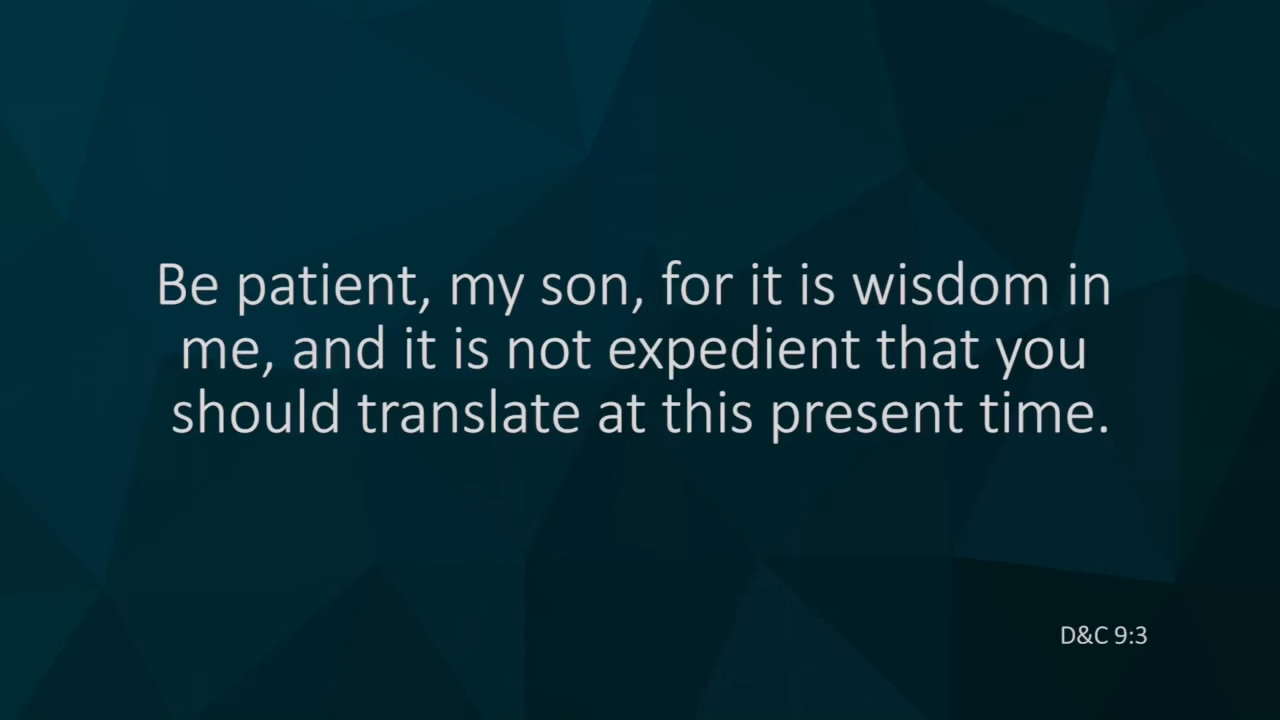 Be patient, my son, for it is wisdom in
me, and it is not expedient that you
should translate at this present time.
D&C 9:3